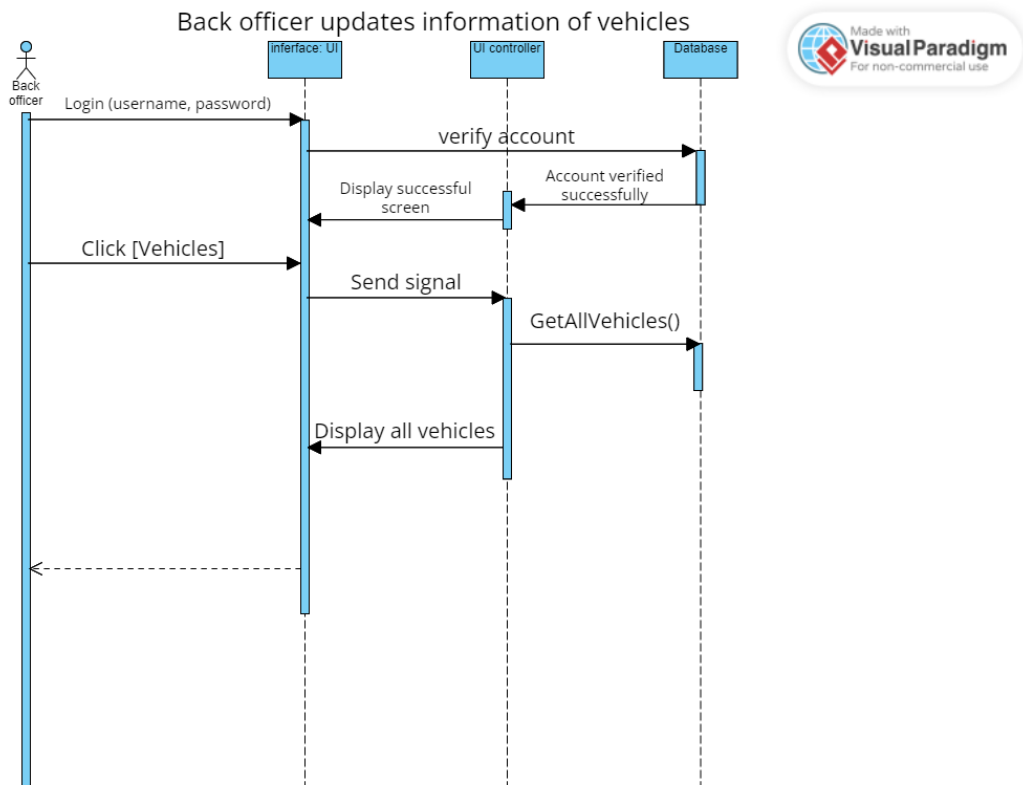 Back officer updates information of vehicles
Made with
Visual Paradigm
For non-commercial use
inferface: UI
UI controller
Database
Back
officer
Login (username, password)
verify account
Account verified
successfully
Display successful
screen
Click [Vehicles]
Send signal
GetAllVehicles()
Display all vehicles